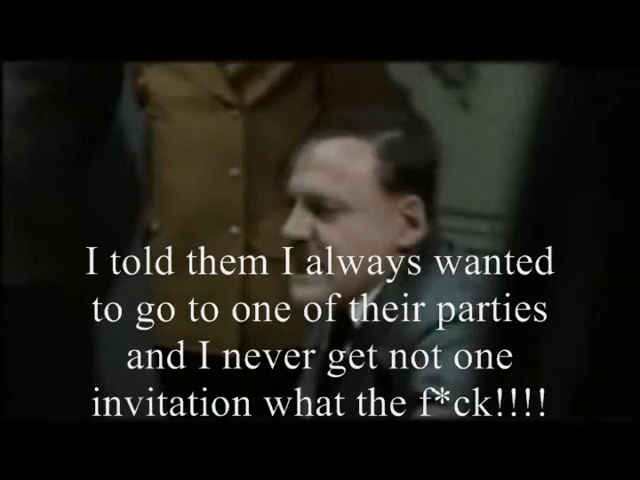 I told them I always wanted
to go to one of their parties
and I never get not one
invitation what the f*ck!!!!